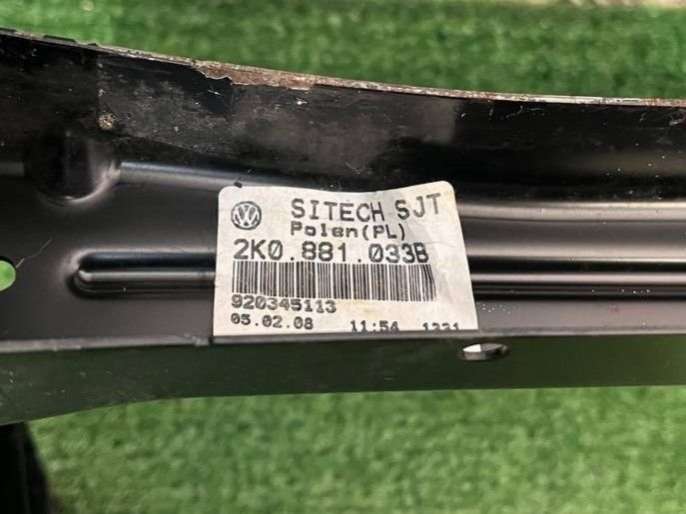 SITECH SJT
Polen(PL)
2K0.881.033B
920345113
05.02.08 11:54 1331